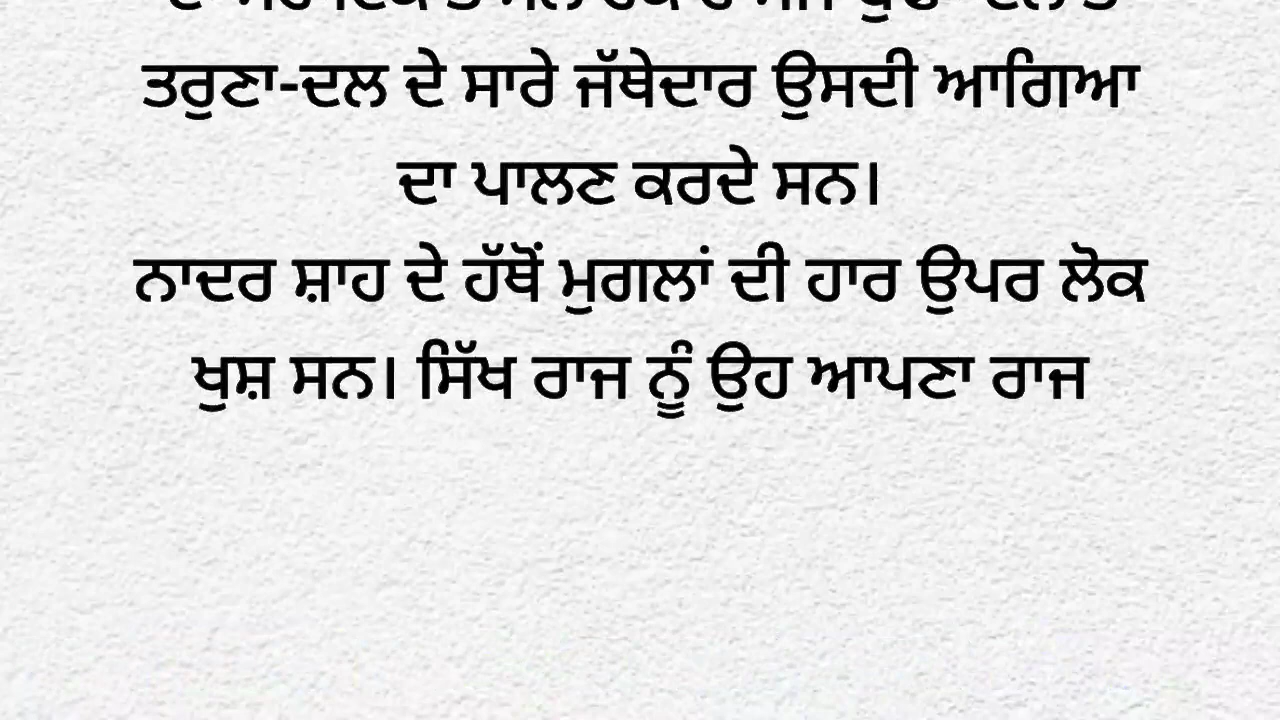 ਤਰੁਣਾ-ਦਲ ਦੇ ਸਾਰੇ ਜੱਥੇਦਾਰ ਉਸਦੀ ਆਗਿਆ
ਦਾ ਪਾਲਣ ਕਰਦੇ ਸਨ।
ਨਾਦਰ ਸ਼ਾਹ ਦੇ ਹੱਥੋਂ ਮੁਗਲਾਂ ਦੀ ਹਾਰ ਉਪਰ ਲੋਕ
ਖੁਸ਼ ਸਨ। ਸਿੱਖ ਰਾਜ ਨੂੰ ਉਹ ਆਪਣਾ ਰਾਜ